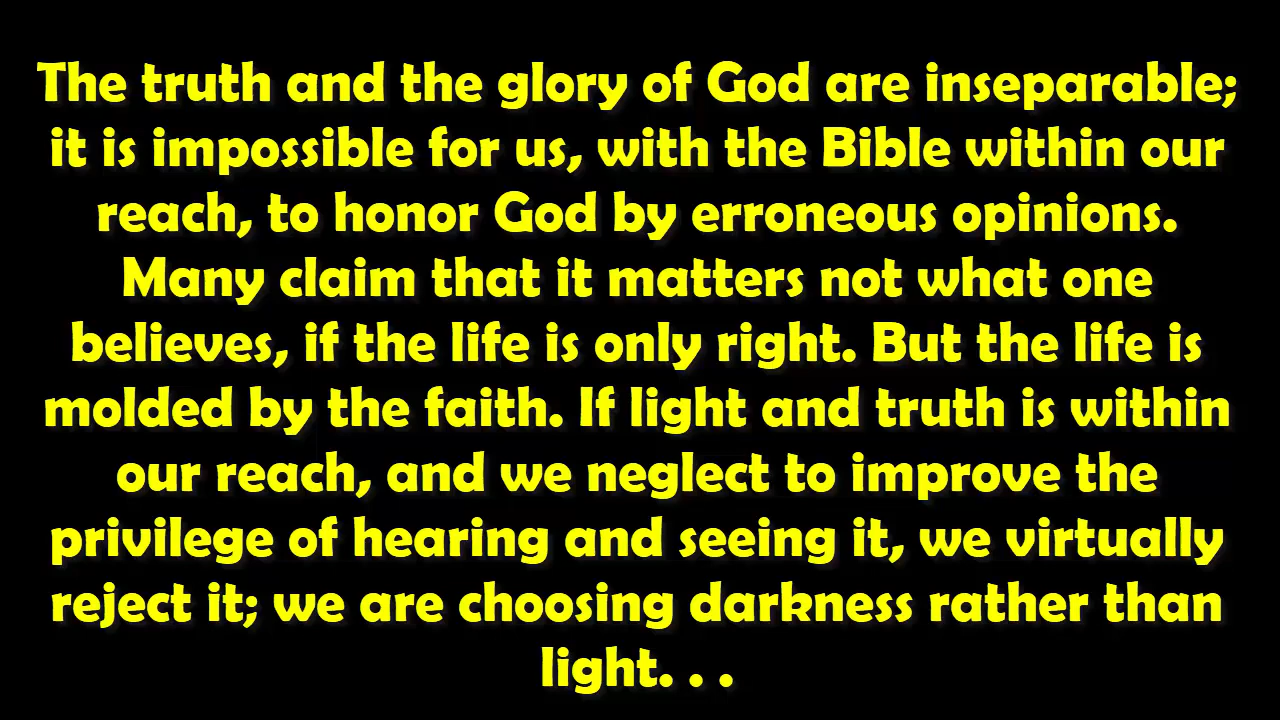 The truth and the glory of God are inseparable;
it is impossible for us, with the Bible within our
reach, to honor God by erroneous opinions.
Many claim that it matters not what one
believes, if the life is only right. But the life is
molded by the faith. If light and truth is within
our reach, and we neglect to improve the
privilege of hearing and seeing it, we virtually
reject it; we are choosing darkness rather than
light. . .